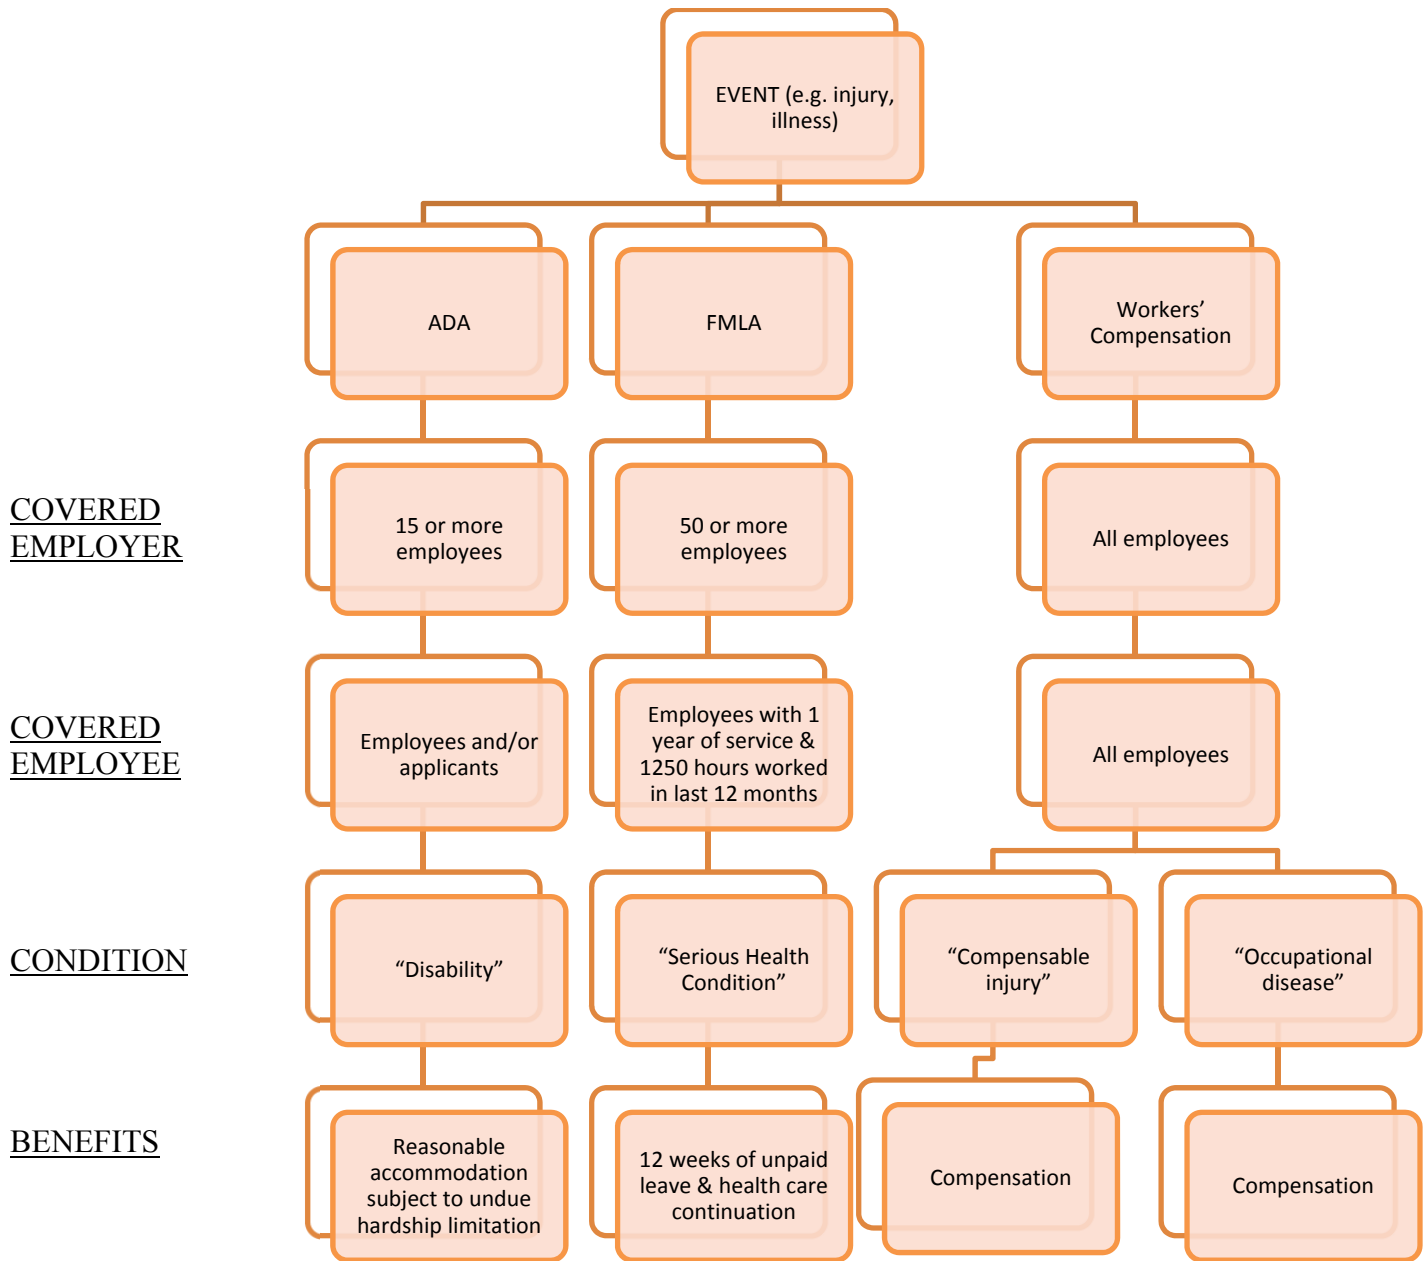 EVENT (e.g. injury,
illness)
ADA
FMLA
Workers’
Compensation
COVERED
EMPLOYER
15 or more
employees
50 or more
employees
All employees
COVERED
EMPLOYEE
Employees and/or
applicants
Employees with 1
year of service &
1250 hours worked
in last 12 months
All employees
CONDITION
“Disability”
“Serious Health
Condition”
“Compensable
injury”
“Occupational
disease”
BENEFITS
Reasonable
accommodation
subject to undue
hardship limitation
12 weeks of unpaid
leave & health care
continuation
Compensation
Compensation